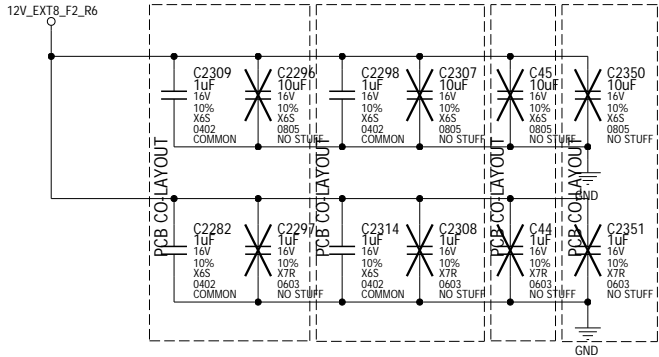 12V_EXT8_F2_R6
C2309
1uF
16V
10%
X6S
0402
COMMON
C2296
10uF
16V
10%
X6S
0805
NO STUFF
C2298
1uF
16V
10%
X6S
0402
COMMON
C2307
10uF
16V
10%
X6S
0805
NO STUFF
C45
10uF
16V
10%
X6S
0805
NO STUFF
C2350
10uF
16V
10%
X6S
0805
NO STUFF
PCB CO-LAYOUT
PCB CO-LAYOUT
PCB CO-LAYOUT
PCB CO-LAYOUT
GND
C2282
1uF
16V
10%
X6S
0402
COMMON
C2297
1uF
16V
10%
X7R
0603
NO STUFF
C2314
1uF
16V
10%
X6S
0402
COMMON
C2308
1uF
16V
10%
X7R
0603
NO STUFF
C44
1uF
16V
10%
X7R
0603
NO STUFF
C2351
1uF
16V
10%
X7R
0603
NO STUFF
GND